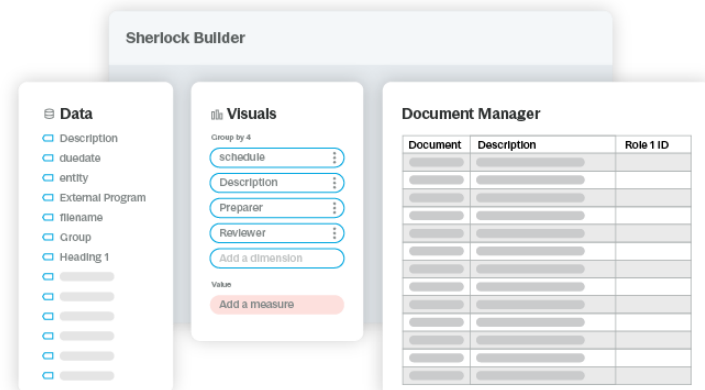 Sherlock Builder
Data
Description
duedate
entity
External Program
filename
Group
Heading 1
Visuals
Group by 4
schedule
Description
Preparer
Reviewer
Add a dimension
Value
Add a measure
Document Manager
Document Description Role 1 ID